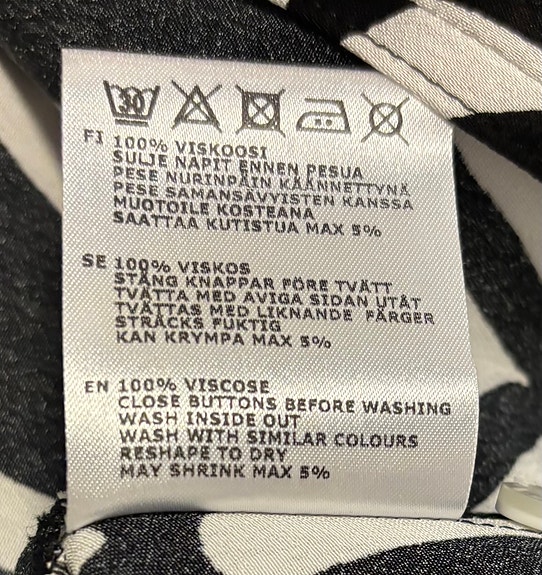 30
FI 100% VISKOOSI
SULJE NAPIT ENNEN PESUA
PESE NURINPÄIN KÄÄNNETTYNÄ
PESE SAMANSÄVYISTEN KANSSA
MUOTOILE KOSTEANA
SAATTAA KUTISTUA MAX 5%
SE 100% VISKOS
STÄNG KNAPPAR FÖRE TVÄTT
TVÄTTA MED AVIGA SIDAN UTÅT
TVÄTTAS MED LIKNANDE FÄRGER
STRÄCKS FUKTIG
KAN KRYMPA MAX 5%
EN 100% VISCOSE
CLOSE BUTTONS BEFORE WASHING
WASH INSIDE OUT
WASH WITH SIMILAR COLOURS
RESHAPE TO DRY
MAY SHRINK MAX 5%